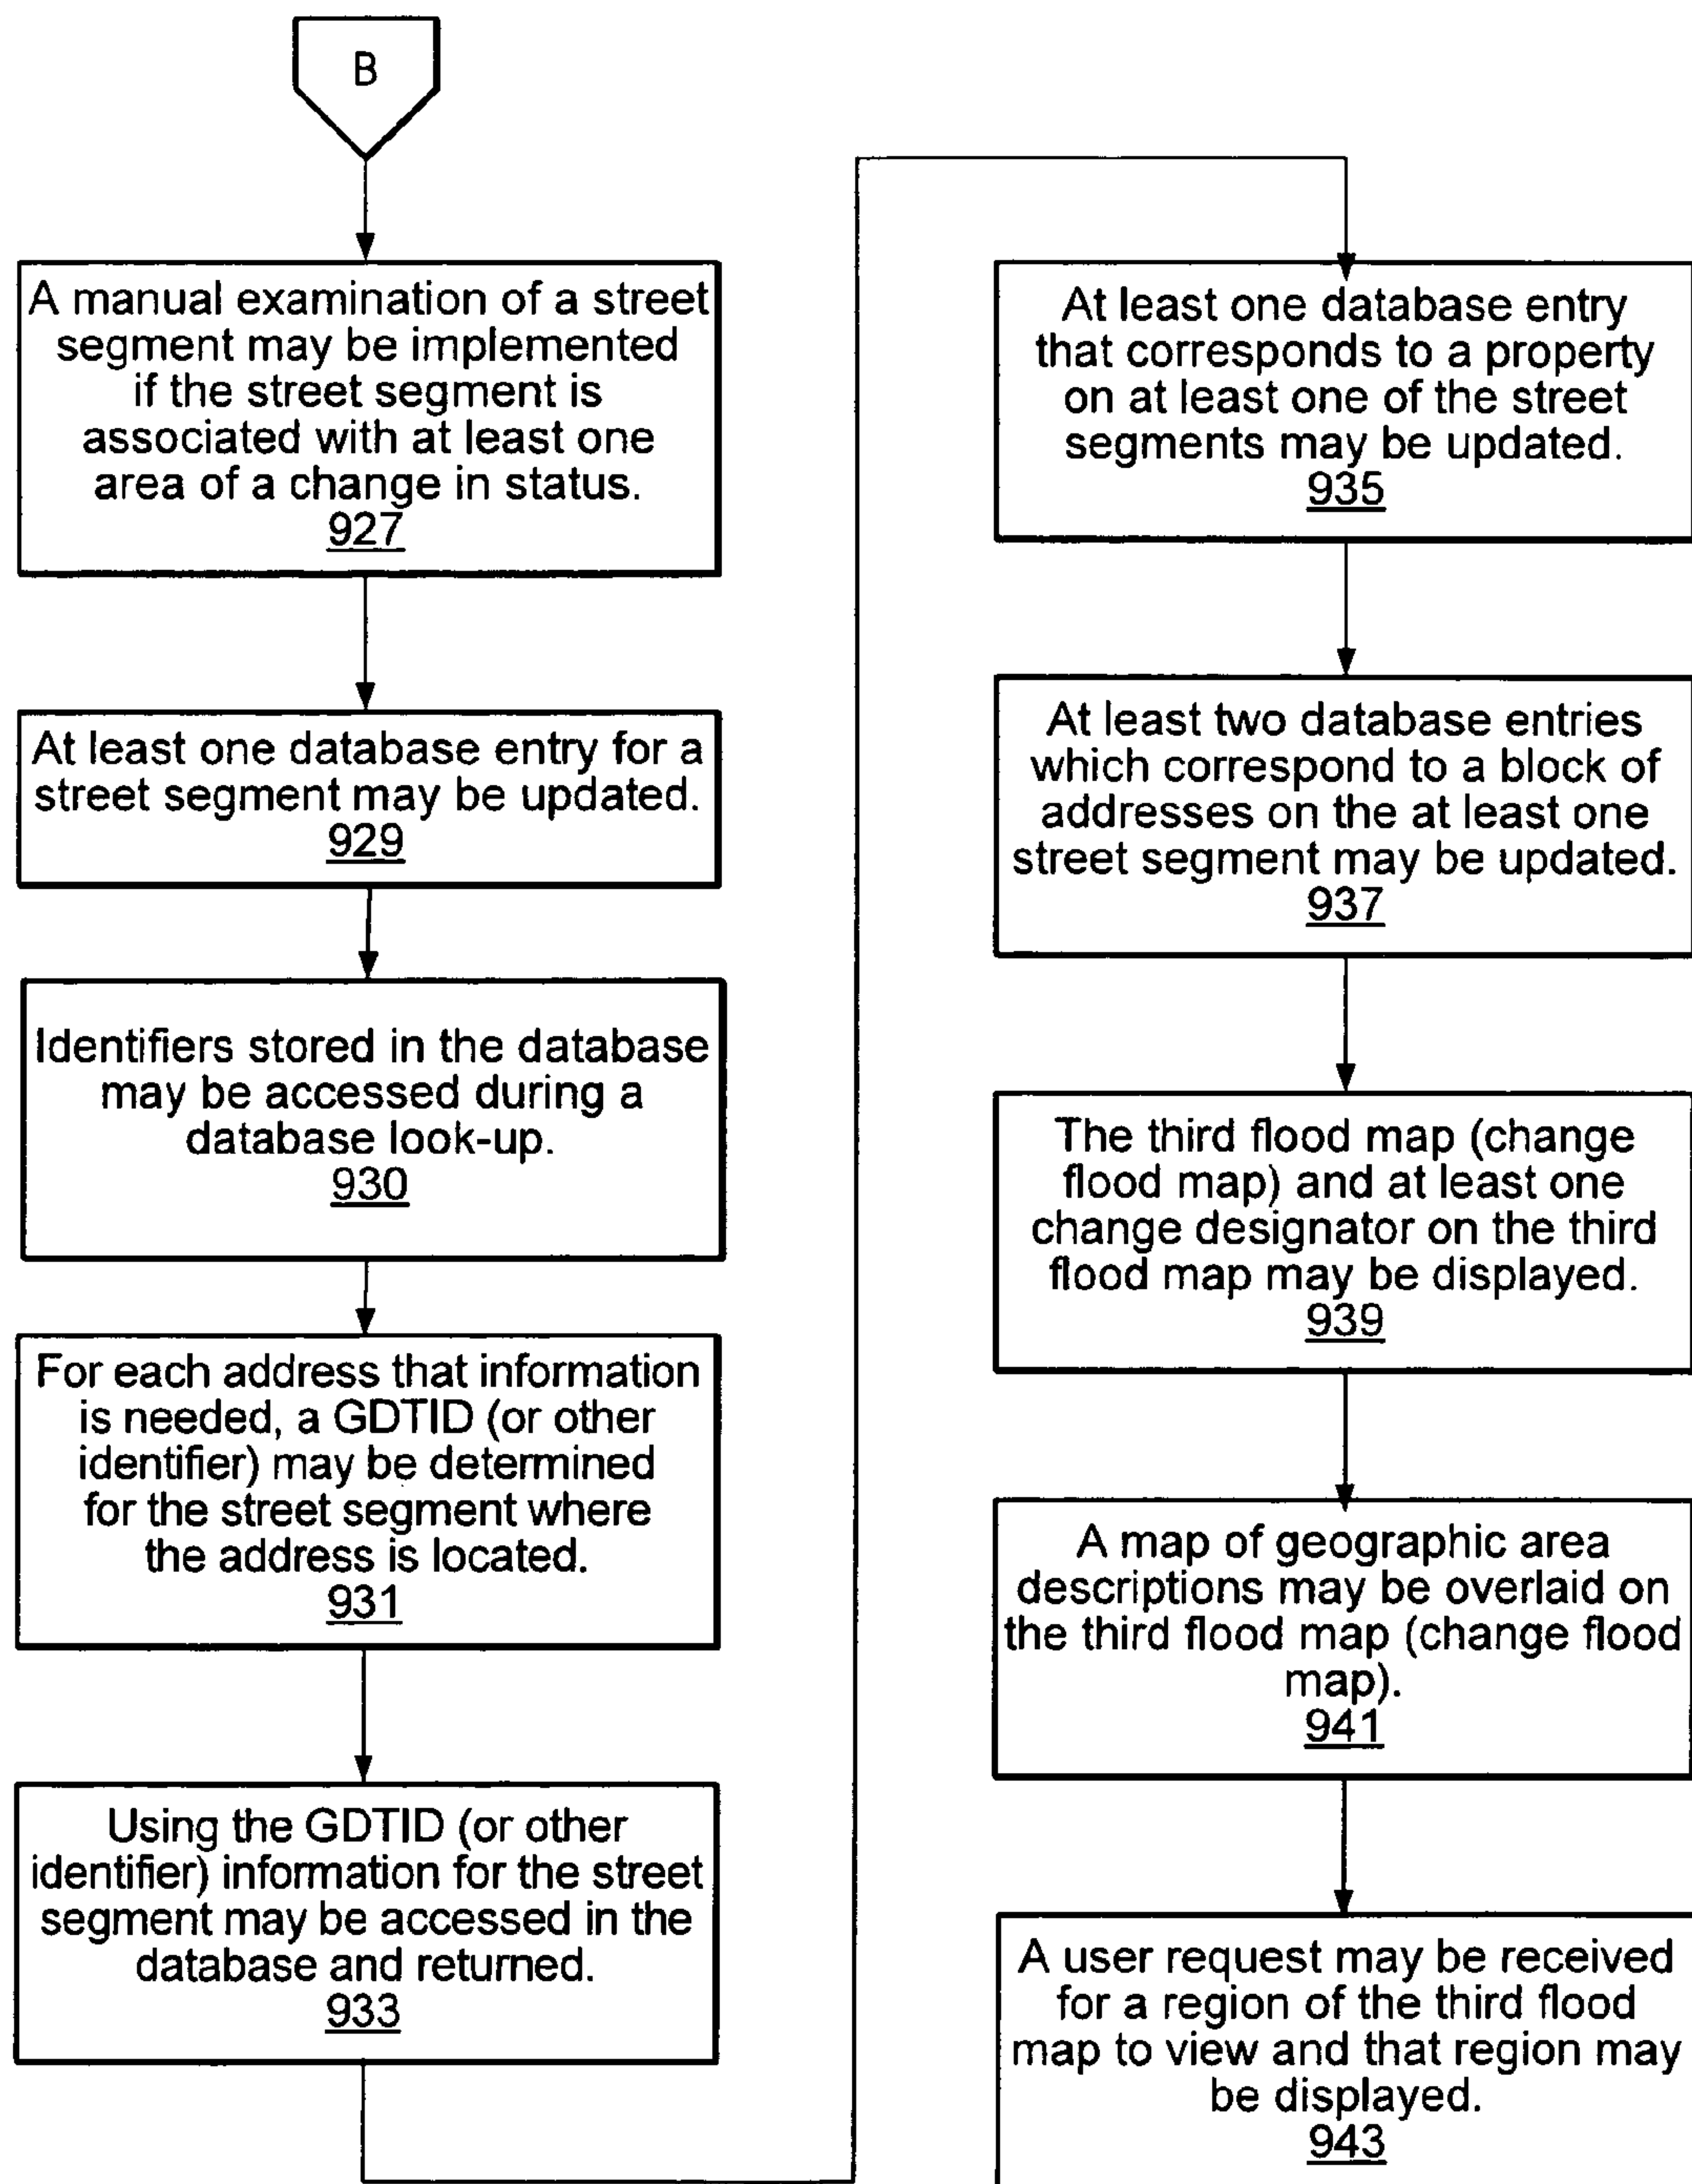 B
A manual examination of a street
segment may be implemented
if the street segment is
associated with at least one
area of a change in status.
927
At least one database entry for a
street segment may be updated.
929
Identifiers stored in the database
may be accessed during a
database look-up.
930
For each address that information
is needed, a GDTID (or other
identifier) may be determined
for the street segment where
the address is located.
931
Using the GDTID (or other
identifier) information for the street
segment may be accessed in the
database and returned.
933
At least one database entry
that corresponds to a property
on at least one of the street
segments may be updated.
935
At least two database entries
which correspond to a block of
addresses on the at least one
street segment may be updated.
937
The third flood map (change
flood map) and at least one
change designator on the third
flood map may be displayed.
939
A map of geographic area
descriptions may be overlaid on
the third flood map (change flood
map).
941
A user request may be received
for a region of the third flood
map to view and that region may
be displayed.
943